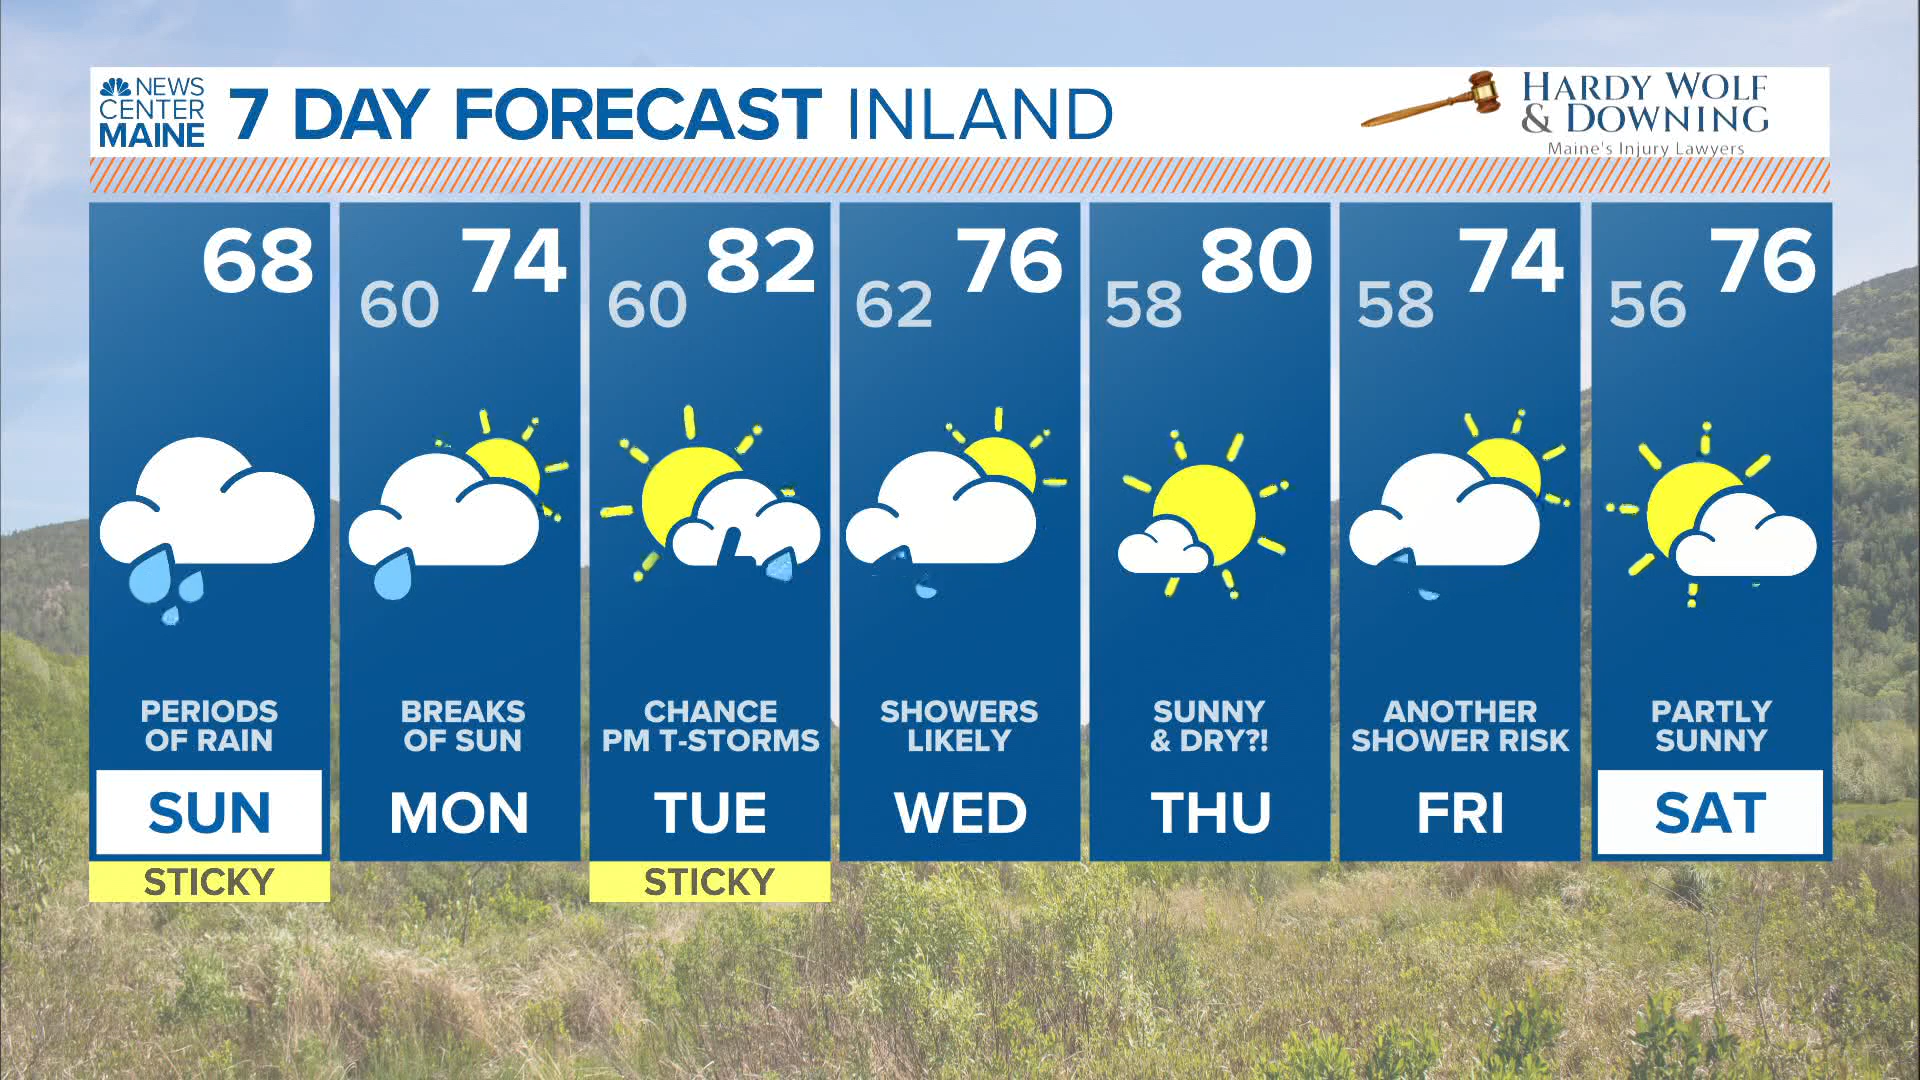 NEWS
CENTER
MAINE
7 DAY FORECAST INLAND
HARDY WOLF
& DOWNING
Maine's Injury Lawyers
68
60 74
60 82
62 76
58 80
58 74
56 76
PERIODS
OF RAIN
BREAKS
OF SUN
CHANCE
PM T-STORMS
SHOWERS
LIKELY
SUNNY
& DRY?!
ANOTHER
SHOWER RISK
PARTLY
SUNNY
SUN
MON
TUE
WED
THU
FRI
SAT
STICKY
STICKY